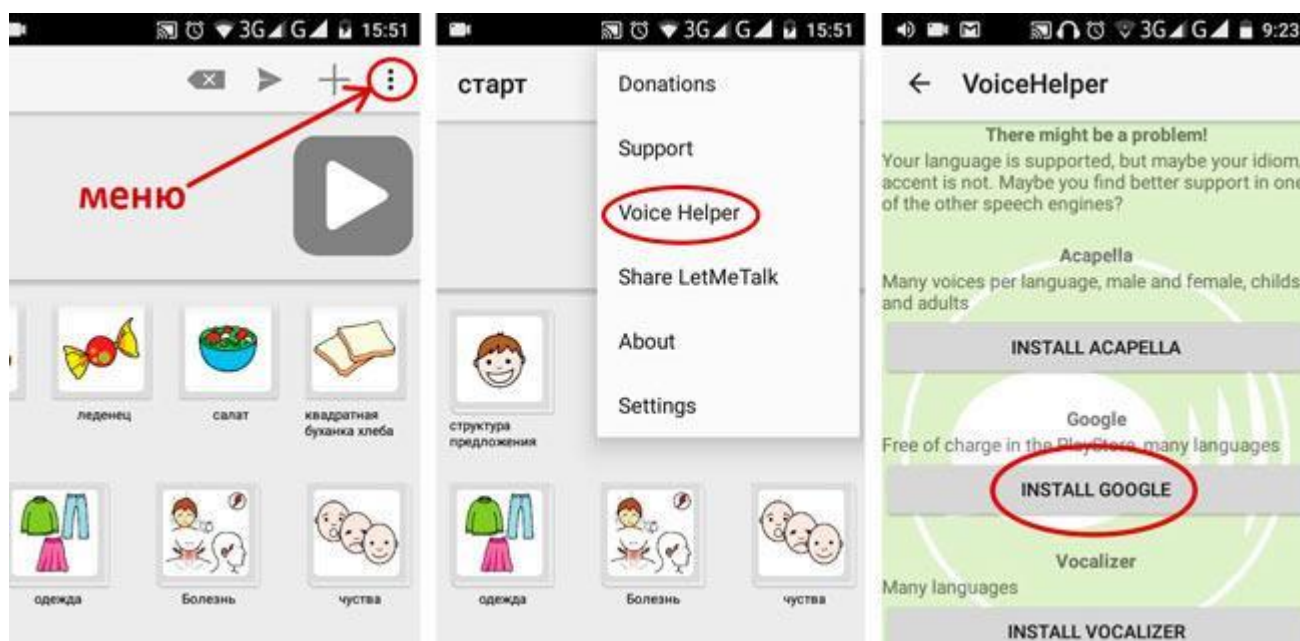 3G G 15:51
меню
леденец
салат
квадратная
буханка хлеба
одежда
Болезнь
чуства
3G G 15:51
старт
Donations
Support
Voice Helper
Share LetMeTalk
About
Settings
структура
предложения
одежда
Болезнь
чуства
3G G 9:23
VoiceHelper
There might be a problem!
Your language is supported, but maybe your idiom
accent is not. Maybe you find better support in one
of the other speech engines?
Acapella
Many voices per language, male and female, childs
and adults
INSTALL ACAPELLA
Google
Free of charge in the PlayStore, many languages
INSTALL GOOGLE
Vocalizer
Many languages
INSTALL VOCALIZER